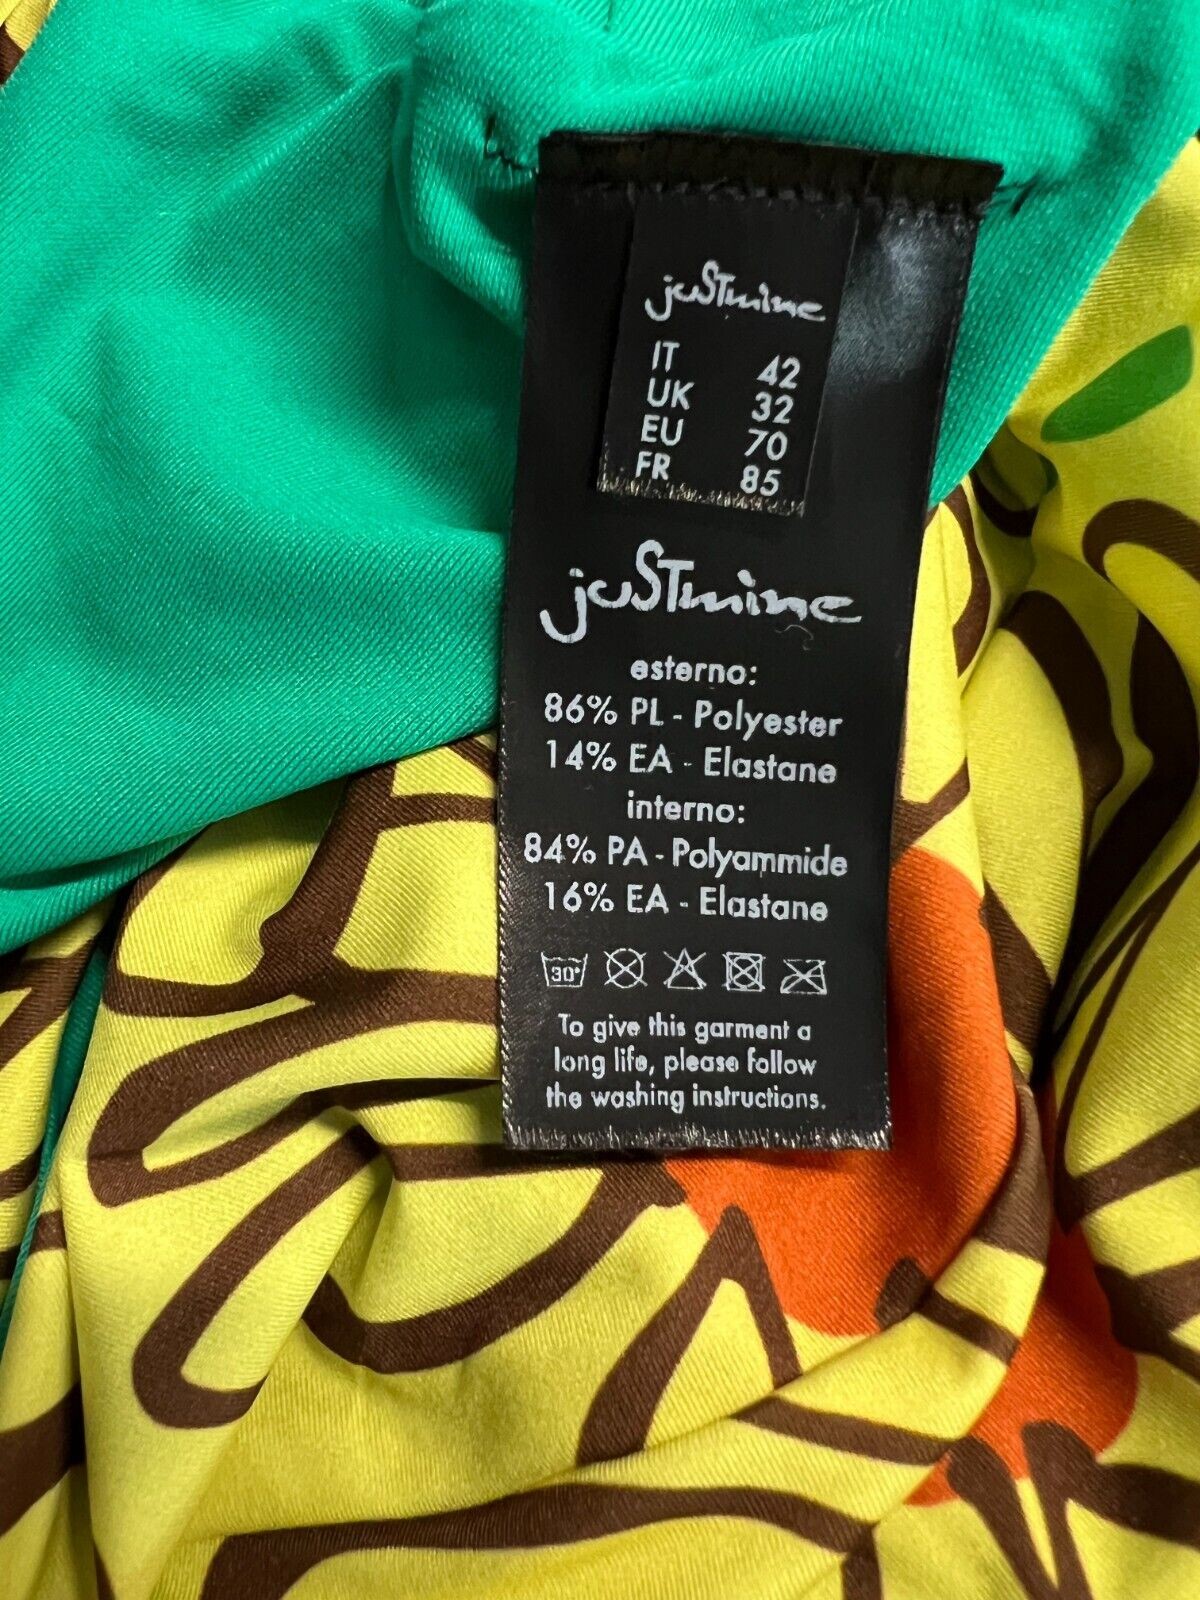 juSTmine
IT 42
UK 32
EU 70
FR 85
juSTmine
esterno:
86% PL - Polyester
14% EA - Elastane
interno:
84% PA - Polyammide
16% EA - Elastane
30°
To give this garment a
long life, please follow
the washing instructions.